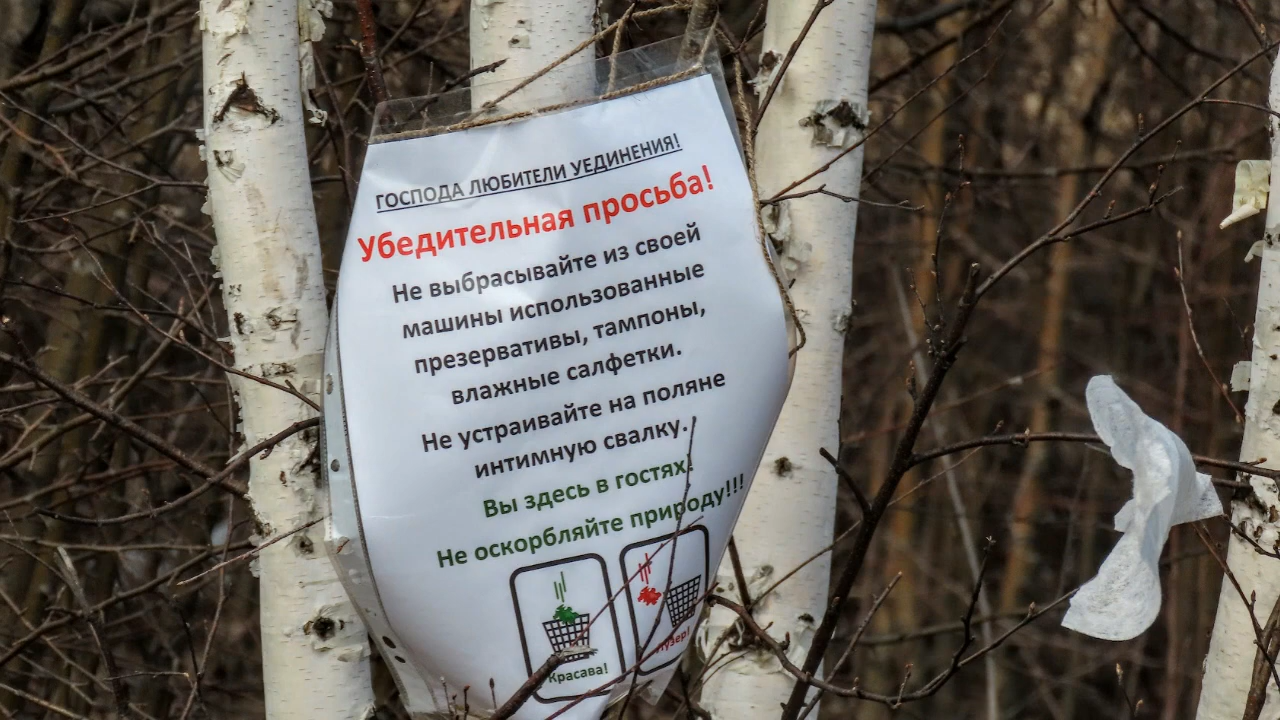 ГОСПОДА ЛЮБИТЕЛИ УЕДИНЕНИЯ!
Убедительная просьба!
Не выбрасывайте из своей
машины использованные
презервативы, тампоны,
влажные салфетки.
Не устраивайте на поляне
интимную свалку.
Вы здесь в гостях!
Не оскорбляйте природу!!!
Красава!